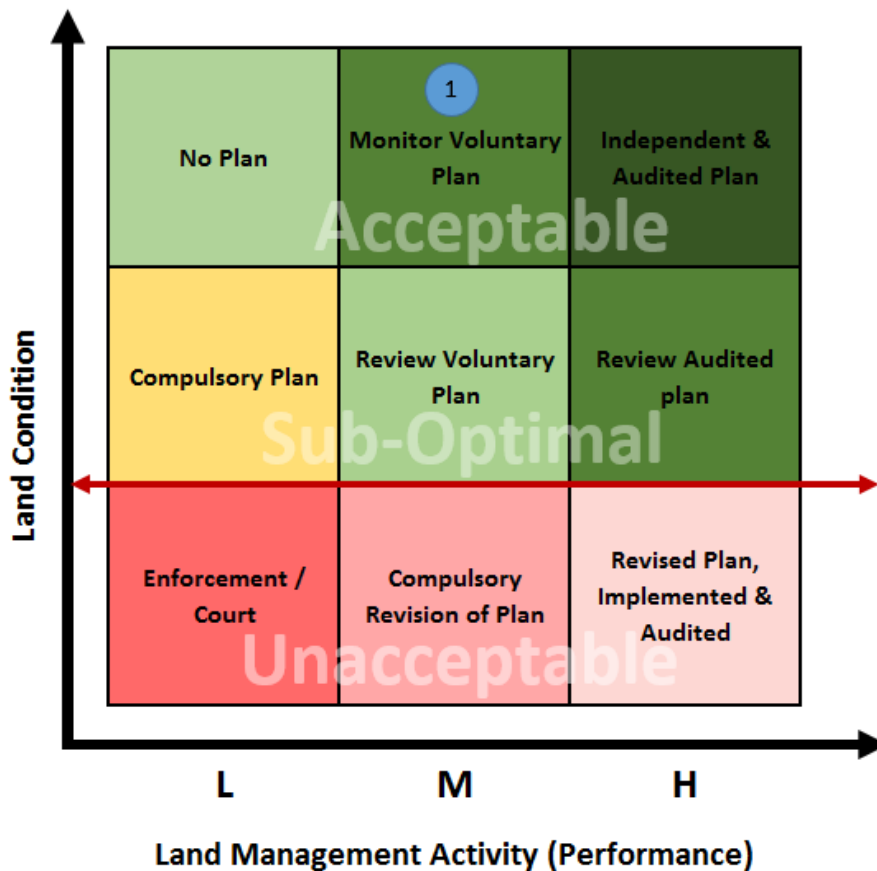 1
No Plan
Monitor Voluntary
Plan
Independent &
Audited Plan
Acceptable
Compulsory Plan
Review Voluntary
Plan
Review Audited
plan
Sub-Optimal
Enforcement /
Court
Compulsory
Revision of Plan
Revised Plan,
Implemented &
Audited
Unacceptable
Land Condition
L M H
Land Management Activity (Performance)